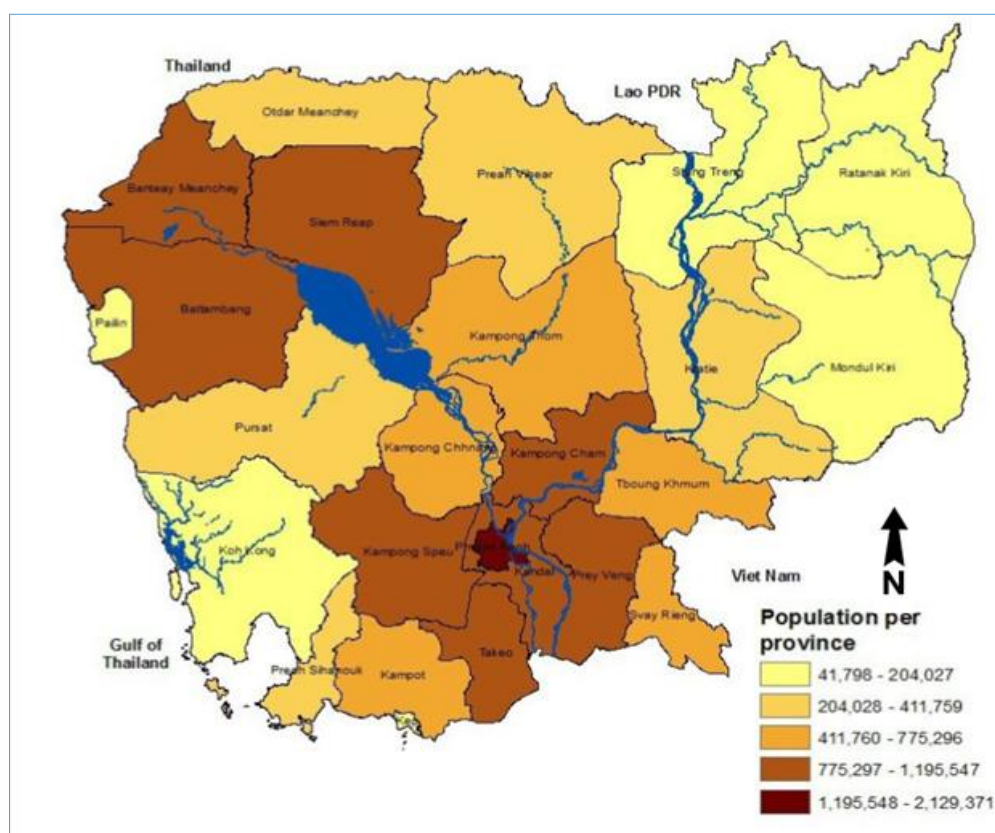 Thailand
Lao PDR
Otdar Meanchey
Preah Vihear
Stung Treng
Ratanak Kiri
Banteay Meanchey
Siem Reap
Battambang
Pailin
Kampong Thom
Kratie
Mondul Kiri
Pursat
Kampong Chhnang
Kampong Cham
Tboung Khmum
Koh Kong
Kampong Speu
Phnom Penh
Kandal
Prey Veng
Viet Nam
N
Svay Rieng
Gulf of
Thailand
Preah Sihanouk
Kampot
Takeo
Population per
province
41,798 - 204,027
204,028 - 411,759
411,760 - 775,296
775,297 - 1,195,547
1,195,548 - 2,129,371